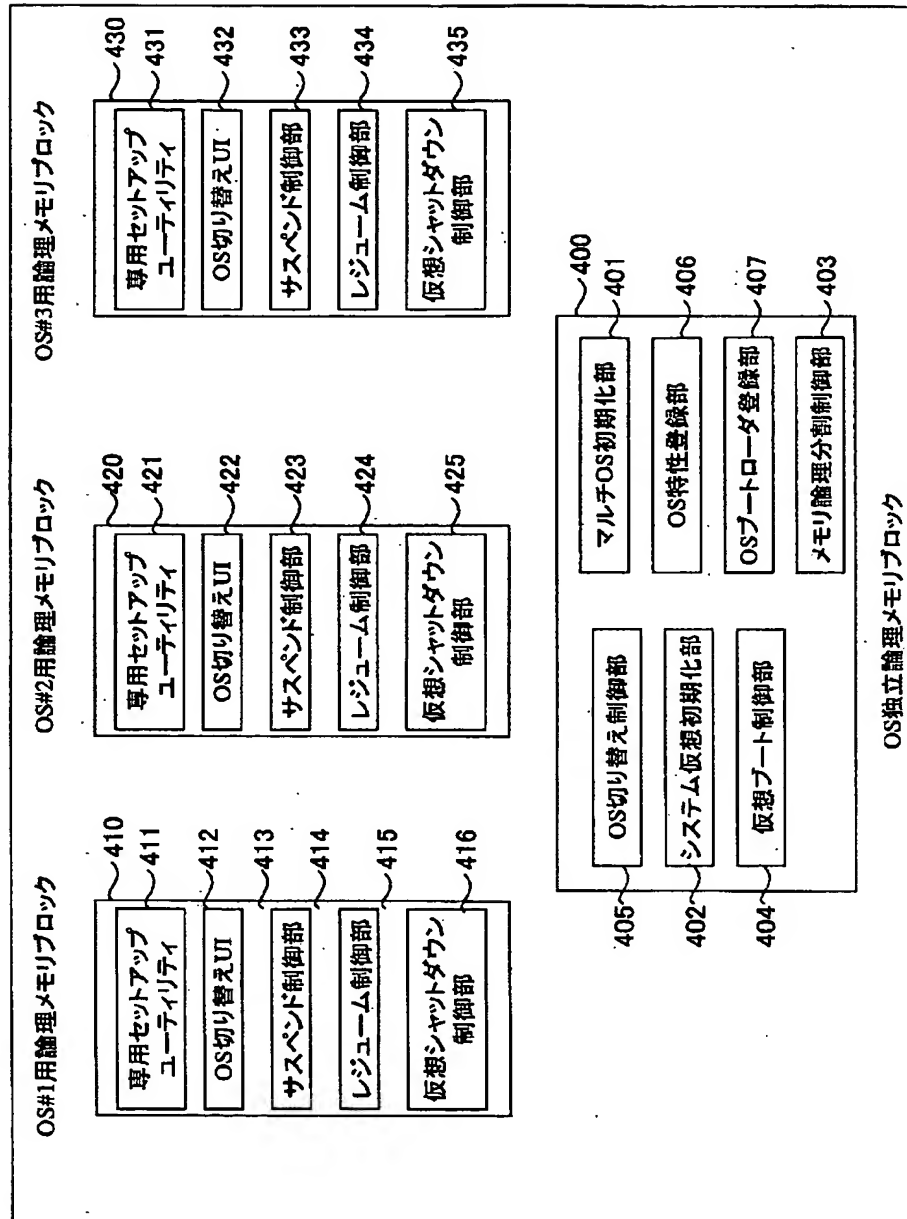 OS#1用論理メモリブロック
410
専用セットアップ
ユーティリティ
411
412
OS切り替えUI
413
サスペンド制御部
414
レジューム制御部
415
仮想シャットダウン
制御部
416
OS#2用論理メモリブロック
420
専用セットアップ
ユーティリティ
421
OS切り替えUI
422
サスペンド制御部
423
レジューム制御部
424
仮想シャットダウン
制御部
425
OS#3用論理メモリブロック
430
専用セットアップ
ユーティリティ
431
OS切り替えUI
432
サスペンド制御部
433
レジューム制御部
434
仮想シャットダウン
制御部
435
400
405
OS切り替え制御部
402
システム仮想初期化部
404
仮想ブート制御部
マルチOS初期化部
401
OS特性登録部
406
OSブートローダ登録部
407
メモリ論理分割制御部
403
OS独立論理メモリブロック